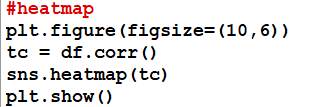 #heatmap
plt.figure(figsize=(10,6))
tc = df.corr()
sns.heatmap(tc)
plt.show()